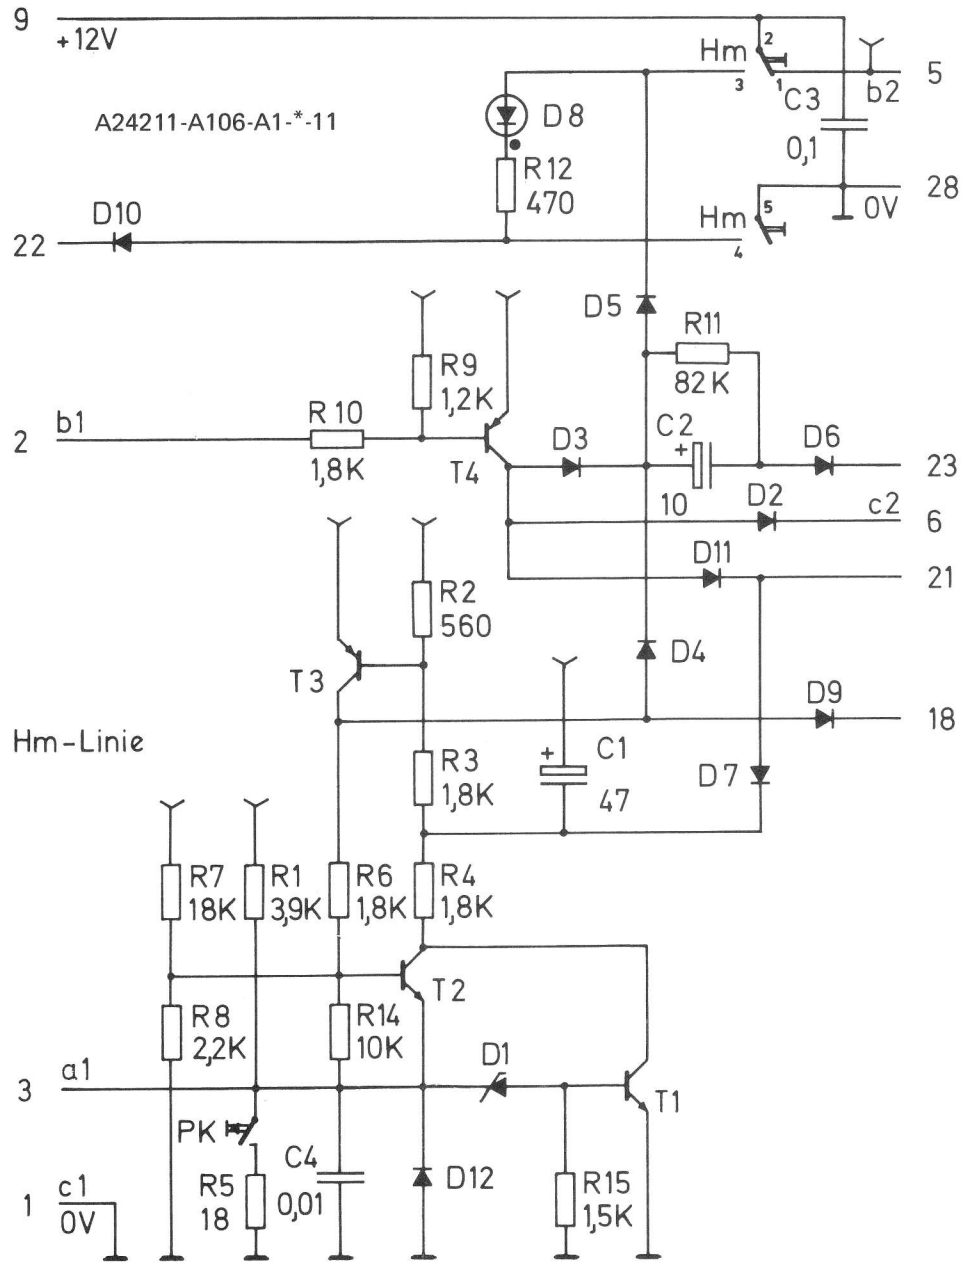 9
+12V
Hm
2
3
1
5
b2
C3
0,1
A24211-A106-A1-*-11
D8
R12
470
28
0V
Hm
5
4
D10
22
D5
R11
82K
R9
1,2K
b1
2
R10
1,8K
T4
D3
C2
+
10
D6
23
D2
c2
6
D11
21
R2
560
T3
D4
D9
18
Hm-Linie
R3
1,8K
+
C1
47
D7
R7
18K
R1
3,9K
R6
1,8K
R4
1,8K
T2
R8
2,2K
R14
10K
D1
3
a1
T1
PK
C4
0,01
R5
18
D12
R15
1,5K
1
c1
0V